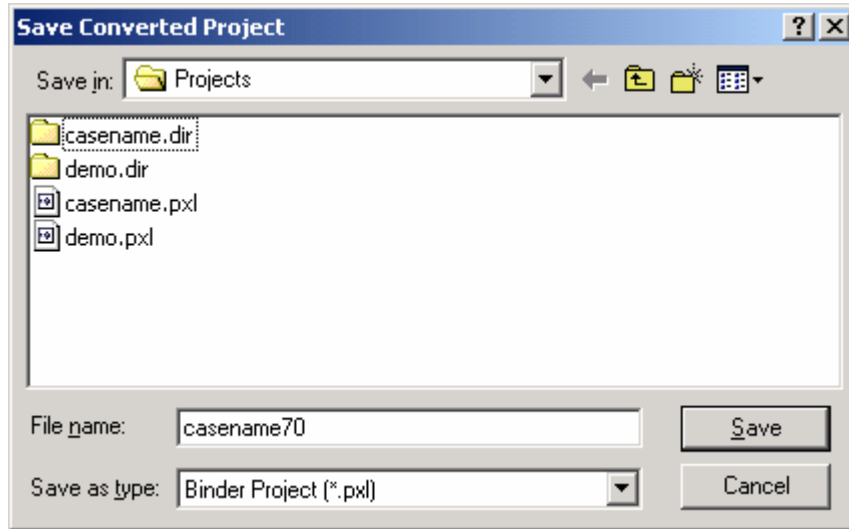 Save Converted Project
Save in: Projects
casename.dir
demo.dir
casename.pxl
demo.pxl
File name: casename70 Save
Save as type: Binder Project (*.pxl) Cancel